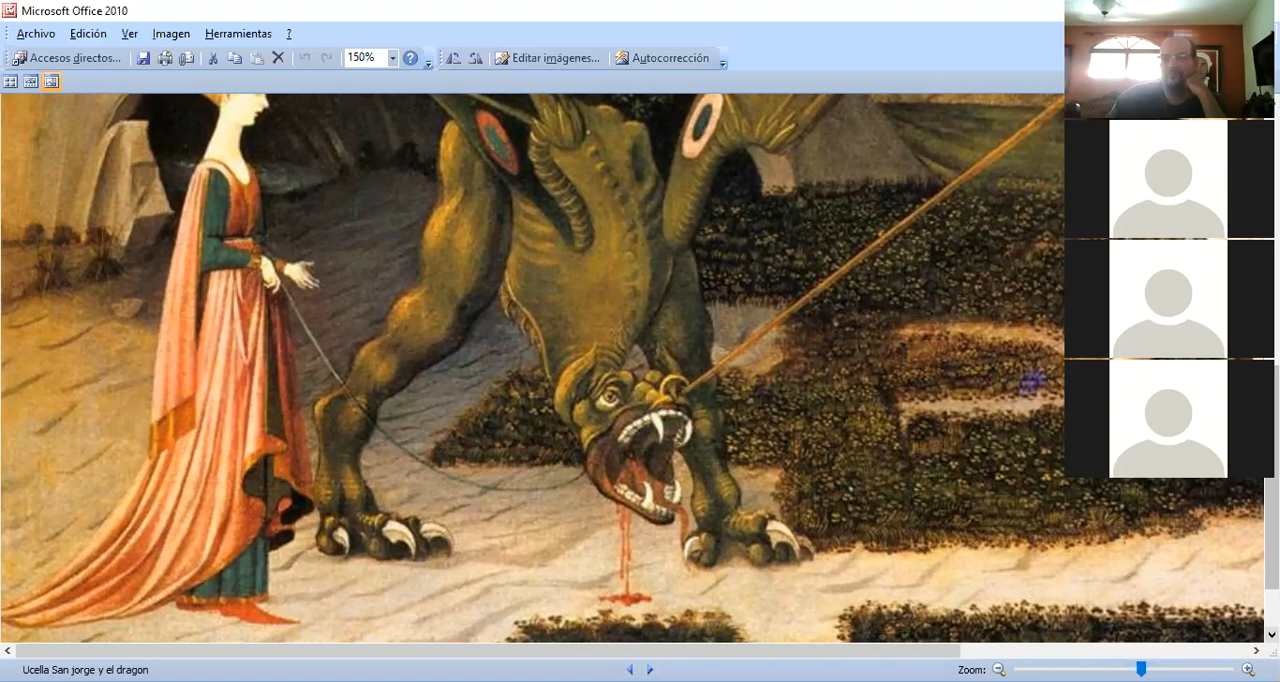 Microsoft Office 2010
Archivo Edición Ver Imagen Herramientas ?
Accesos directos... 150% Editar imágenes... Autocorrección
Ucella San jorge y el dragon Zoom: